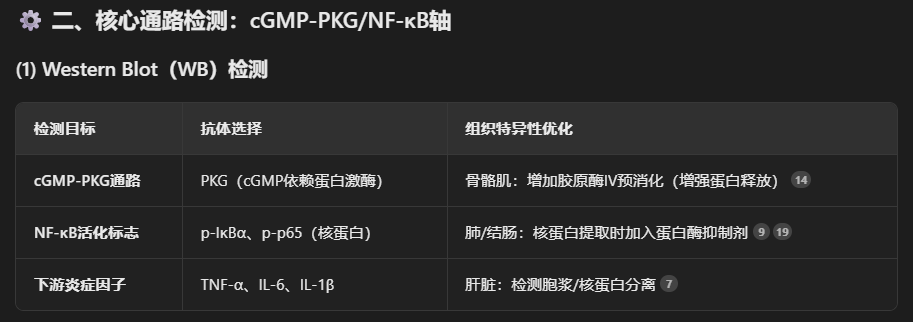 二、核心通路检测：cGMP-PKG/NF-κB轴
(1) Western Blot（WB）检测
检测目标 抗体选择 组织特异性优化
cGMP-PKG通路 PKG（cGMP依赖蛋白激酶） 骨骼肌：增加胶原酶IV预消化（增强蛋白释放） 14
NF-κB活化标志 p-IκBα、p-p65（核蛋白） 肺/结肠：核蛋白提取时加入蛋白酶抑制剂 9 19
下游炎症因子 TNF-α、IL-6、IL-1β 肝脏：检测胞浆/核蛋白分离 7